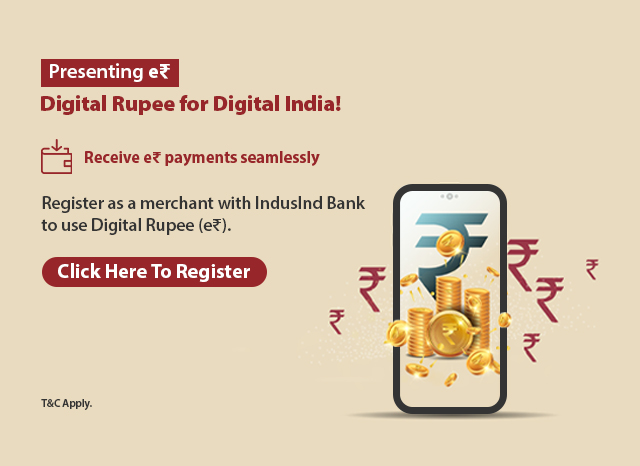 Presenting e₹
Digital Rupee for Digital India!
Receive e₹ payments seamlessly
Register as a merchant with IndusInd Bank
to use Digital Rupee (e₹).
Click Here To Register
T&C Apply.